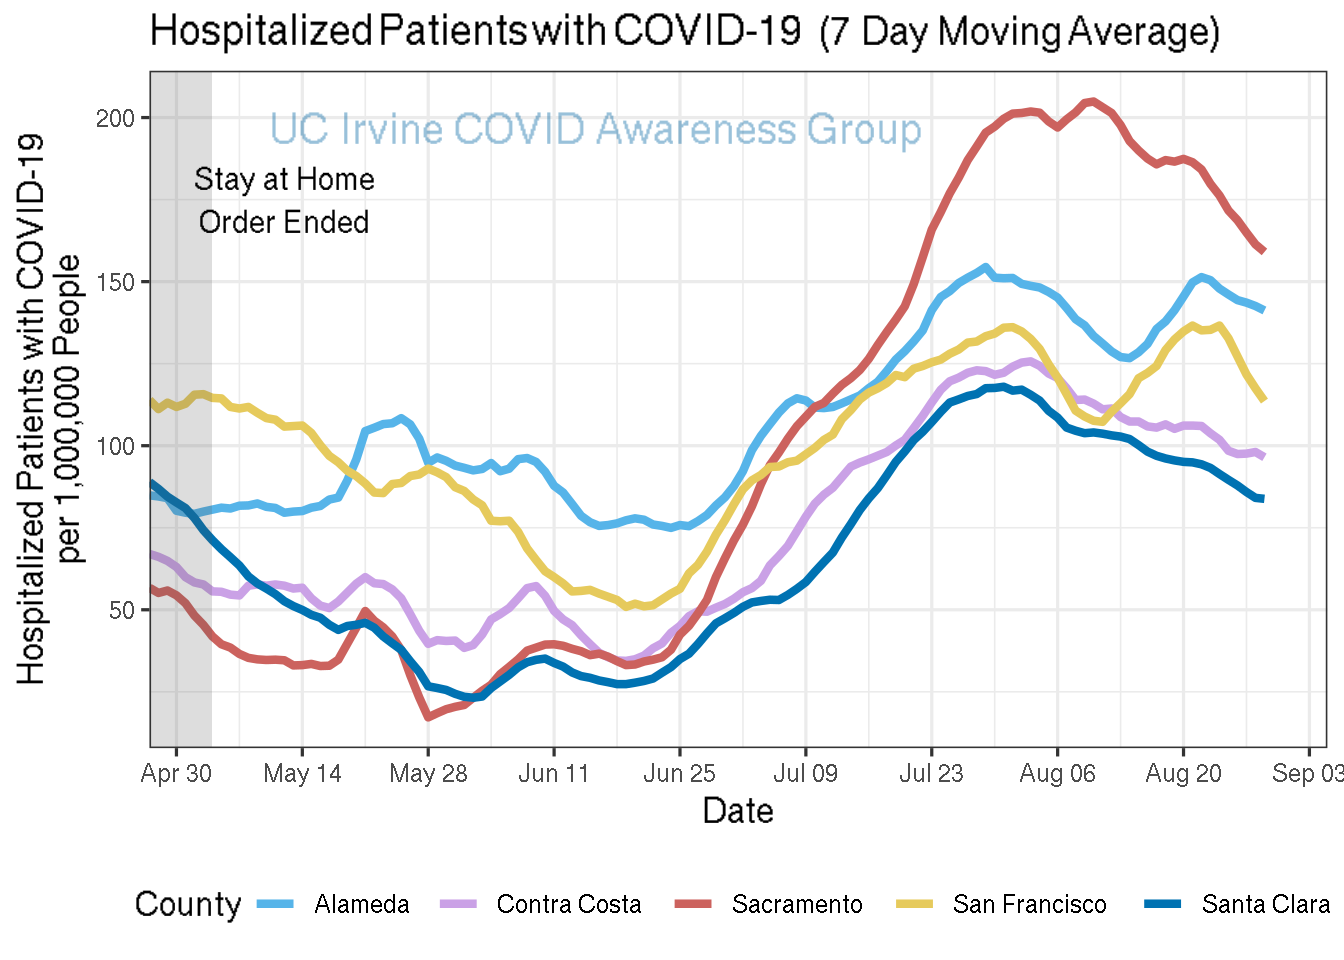 Hospitalized Patients with COVID-19 (7 Day Moving Average)
UC Irvine COVID Awareness Group
Stay at Home
Order Ended
Hospitalized Patients with COVID-19
per 1,000,000 People
200
150
100
50
Apr 30 May 14 May 28 Jun 11 Jun 25 Jul 09 Jul 23 Aug 06 Aug 20 Sep 03
Date
County Alameda Contra Costa Sacramento San Francisco Santa Clara